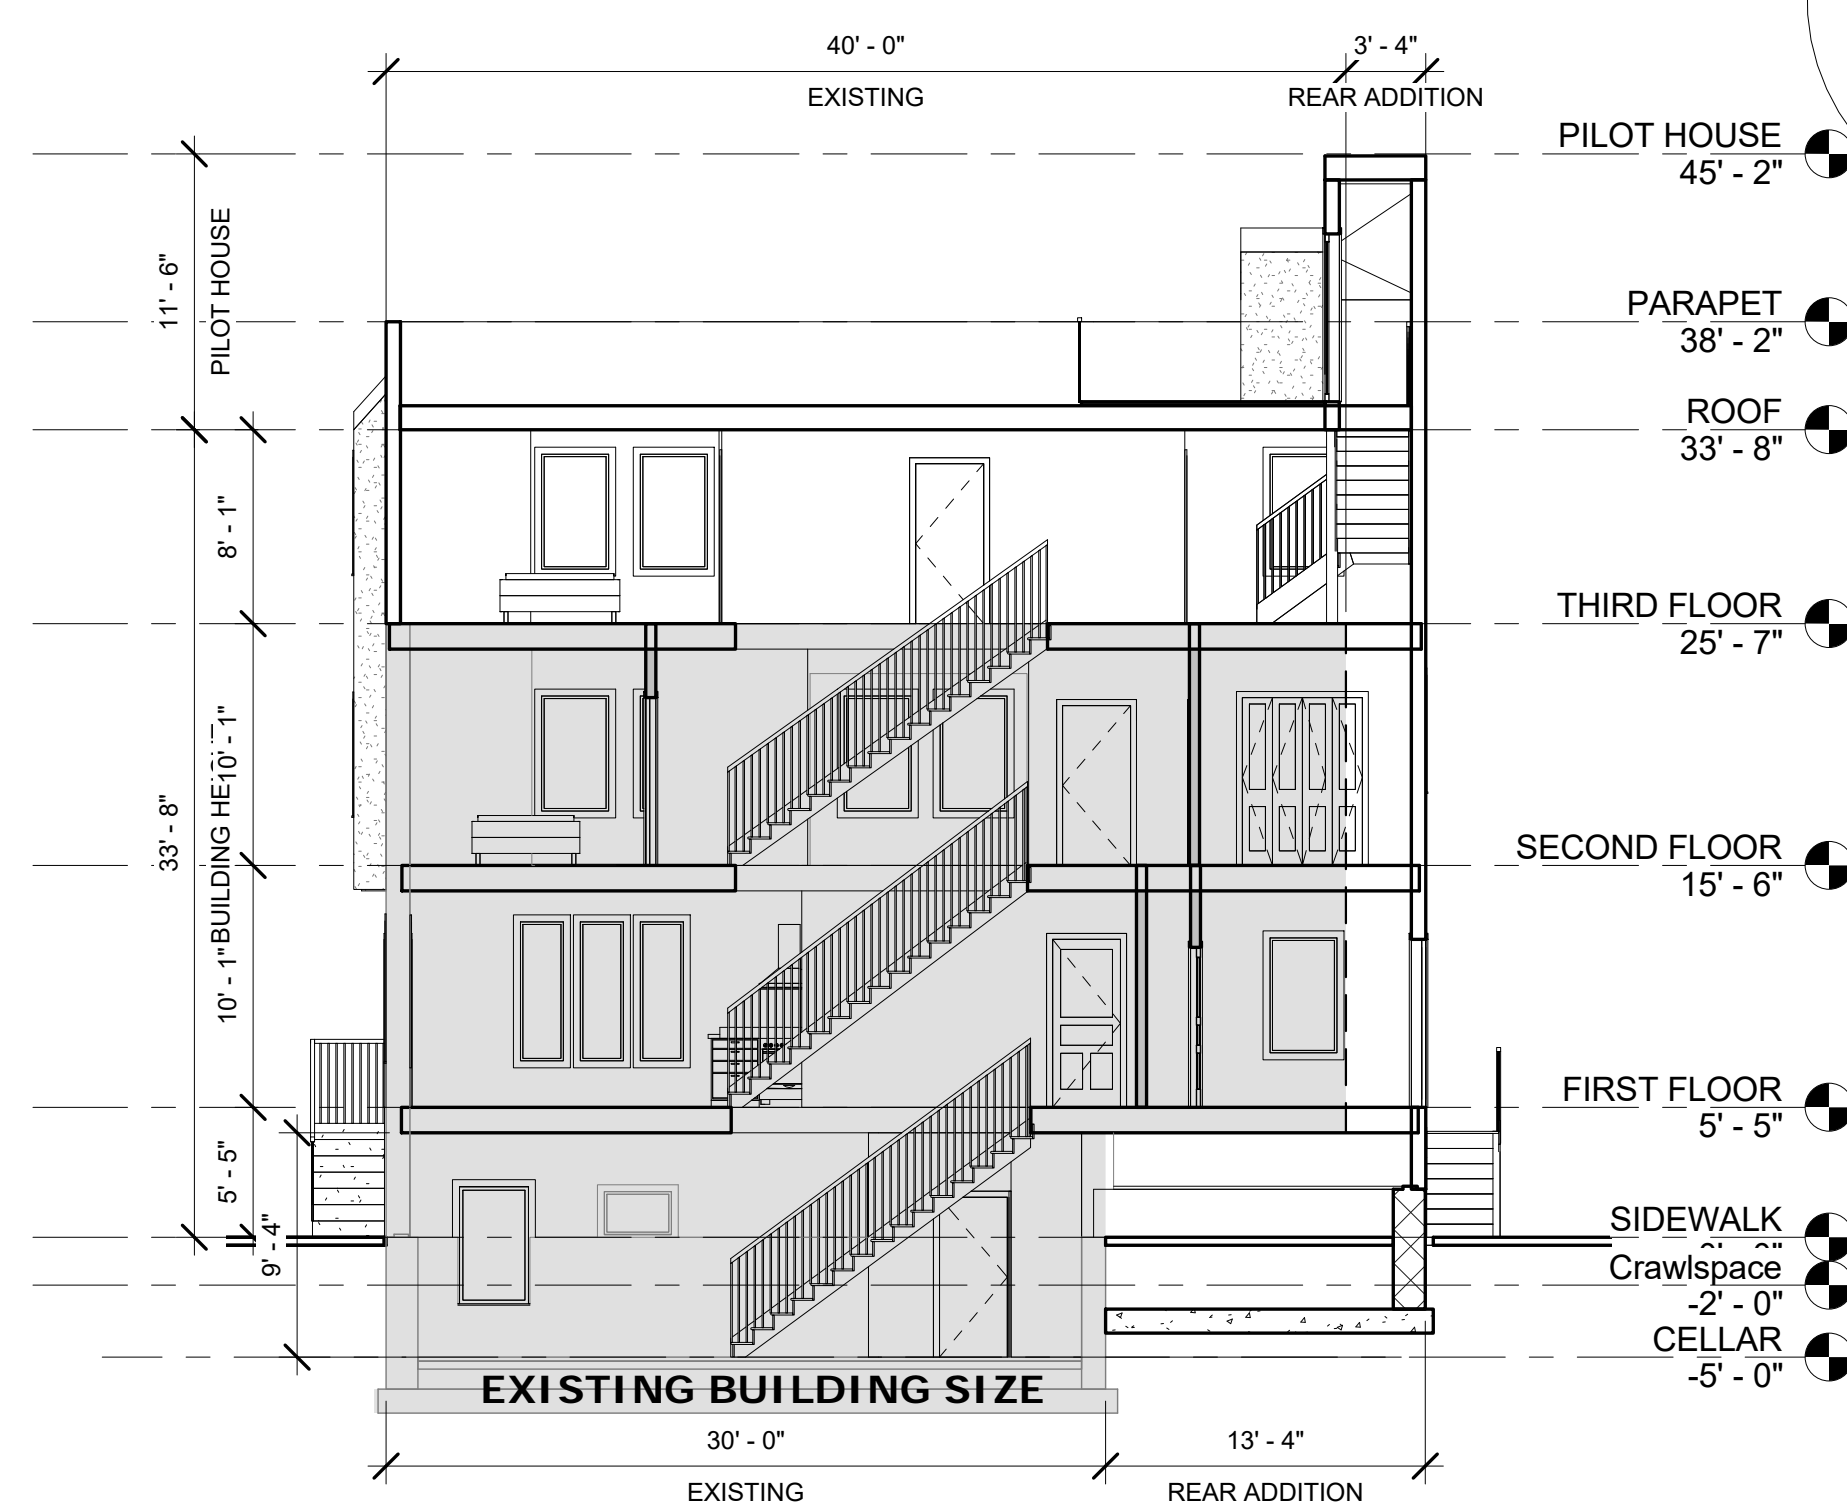 40' - 0"
3' - 4"
EXISTING
REAR ADDITION
PILOT HOUSE
45' - 2"
11' - 6"
PILOT HOUSE
PARAPET
38' - 2"
ROOF
33' - 8"
8' - 1"
THIRD FLOOR
25' - 7"
10' - 1"
33' - 8"
BUILDING
SECOND FLOOR
15' - 6"
10' - 1"
FIRST FLOOR
5' - 5"
5' - 5"
9' - 4"
SIDEWALK
Crawlspace
-2' - 0"
CELLAR
-5' - 0"
EXISTING BUILDING SIZE
30' - 0"
13' - 4"
EXISTING
REAR ADDITION